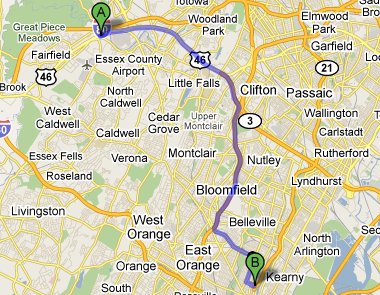 A
Totowa
Great Piece
Meadows
Woodland
Park
Elmwood
Park
Fairfield
46
Garfield
Essex County
Airport
46
21
Brook
Little Falls
Clifton
Passaic
North
Caldwell
West
Caldwell
Cedar
Grove
Upper
Montclair
3
Wallington
Caldwell
Carlstadt
Essex Fells
Verona
Montclair
Nutley
Rutherford
Roseland
Bloomfield
Lyndhurst
Livingston
West
Orange
Belleville
North
Arlington
East
Orange
B
Kearny